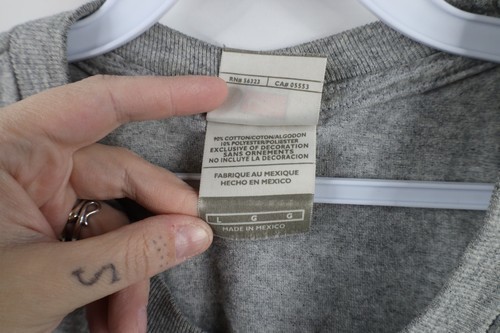 RN# 56323 CA# 05553
90% COTTON/COTON/ALGODON
10% POLYESTER/POLIESTER
EXCLUSIVE OF DECORATION
SANS ORNEMENTS
NO INCLUYE LA DECORACION
FABRIQUE AU MEXIQUE
HECHO EN MEXICO
L G G
MADE IN MEXICO
S